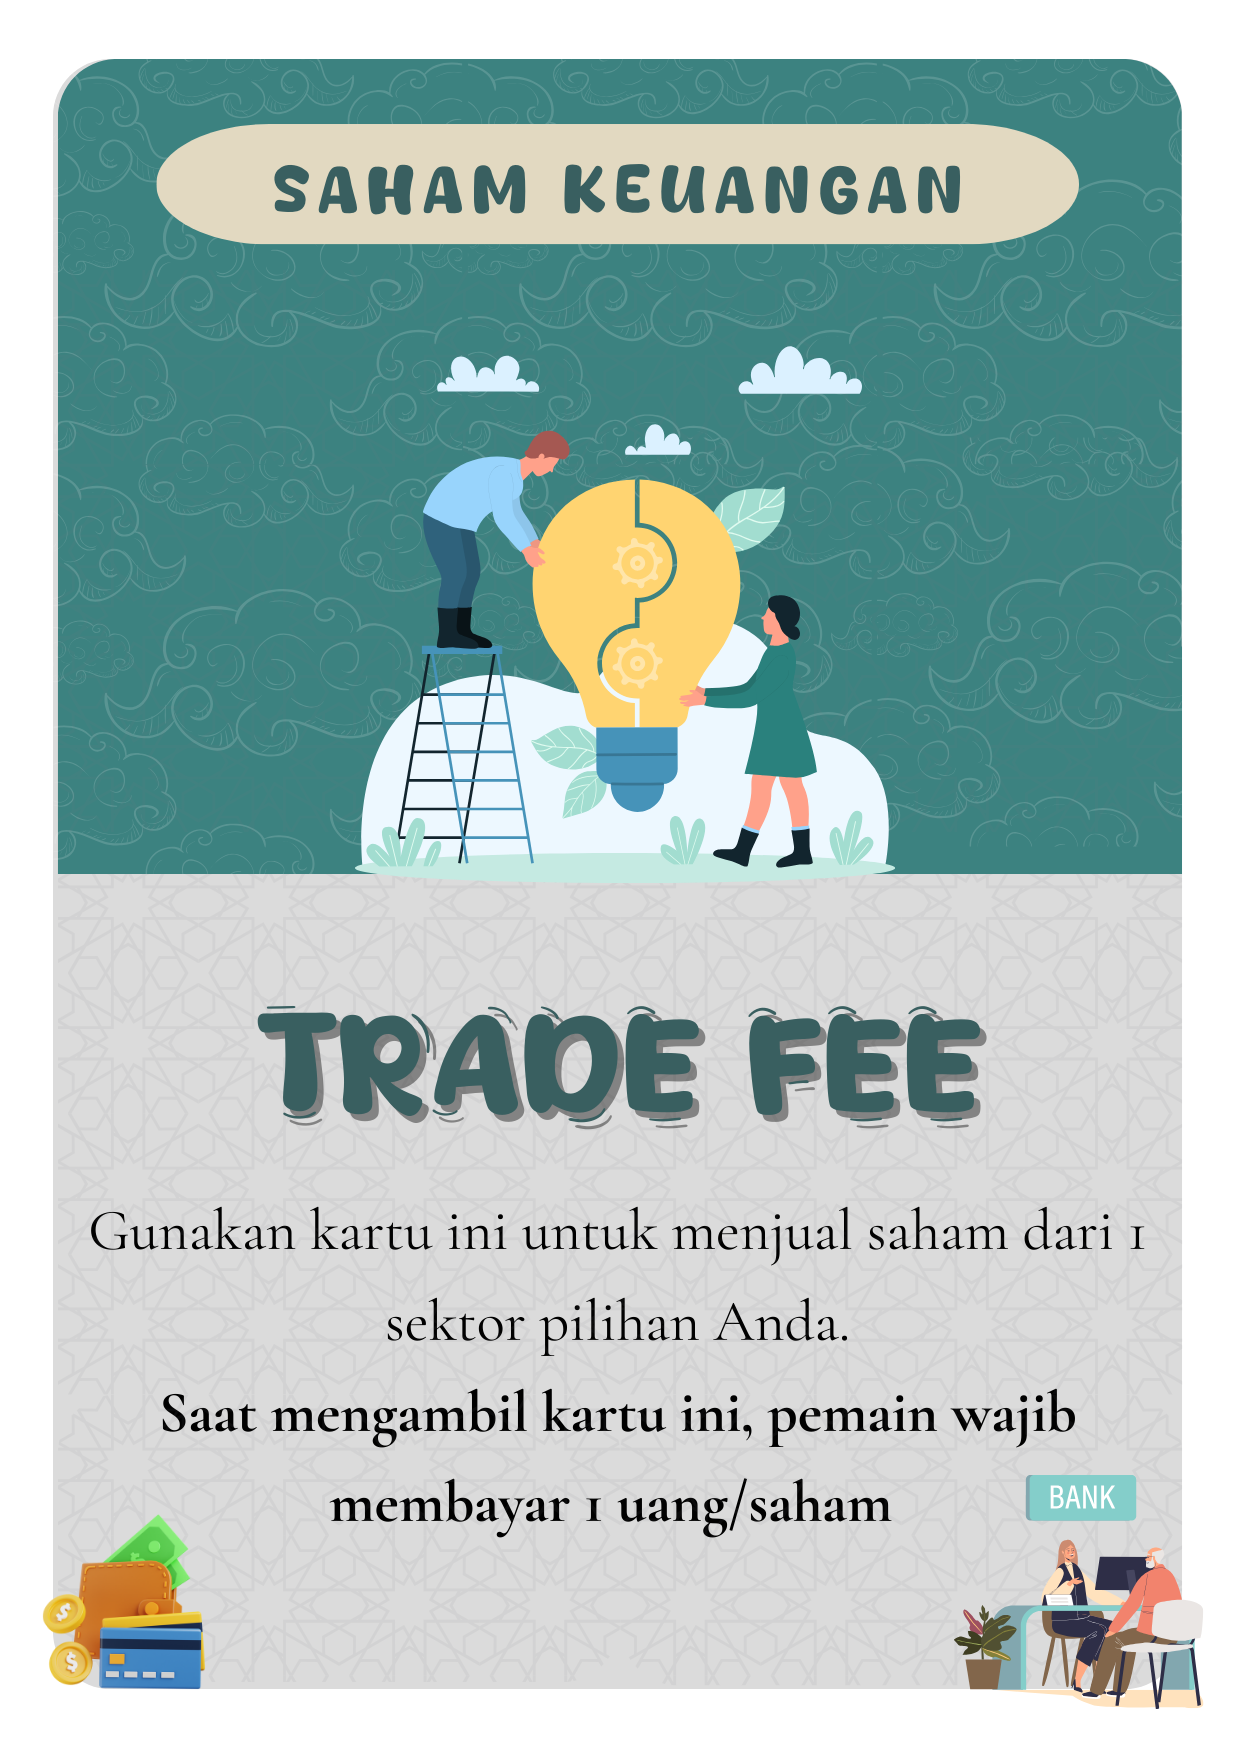 SAHAM KEUANGAN
TRADE FEE
Gunakan kartu ini untuk menjual saham dari 1
sektor pilihan Anda.
Saat mengambil kartu ini, pemain wajib
membayar 1 uang/saham
BANK